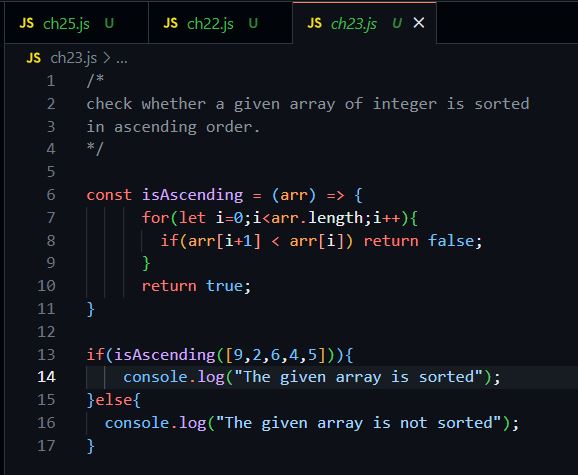 JS ch25.js U JS ch22.js U JS ch23.js U ×
JS ch23.js > ...
1 /*
2 check whether a given array of integer is sorted
3 in ascending order.
4 */
5
6 const isAscending = (arr) => {
7 for(let i=0;i<arr.length;i++){
8 if(arr[i+1] < arr[i]) return false;
9 }
10 return true;
11 }
12
13 if(isAscending([9,2,6,4,5])){
14 console.log("The given array is sorted");
15 }else{
16 console.log("The given array is not sorted");
17 }